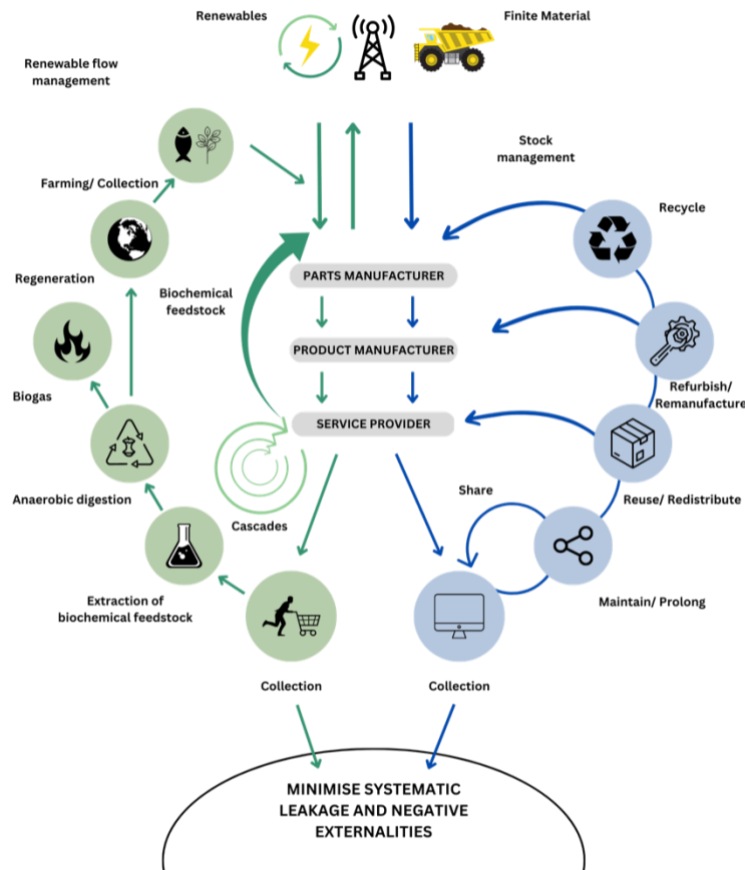 Renewables
Finite Material
Renewable flow
management
Stock
management
Farming/ Collection
Recycle
Regeneration
Biochemical
feedstock
PARTS MANUFACTURER
PRODUCT MANUFACTURER
Refurbish/
Remanufacture
Biogas
SERVICE PROVIDER
Anaerobic digestion
Share
Reuse/ Redistribute
Cascades
Extraction of
biochemical feedstock
Maintain/ Prolong
Collection
Collection
MINIMISE SYSTEMATIC
LEAKAGE AND NEGATIVE
EXTERNALITIES